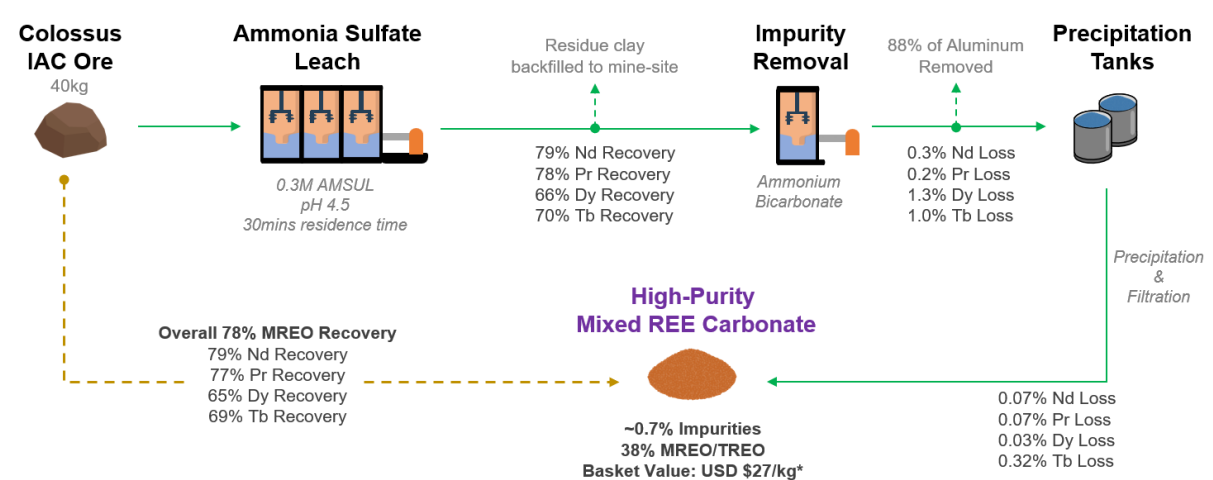 Colossus
IAC Ore
40kg
Ammonia Sulfate
Leach
0.3M AMSUL
pH 4.5
30mins residence time
Residue clay
backfilled to mine-site
79% Nd Recovery
78% Pr Recovery
66% Dy Recovery
70% Tb Recovery
Impurity
Removal
Ammonium
Bicarbonate
88% of Aluminum
Removed
0.3% Nd Loss
0.2% Pr Loss
1.3% Dy Loss
1.0% Tb Loss
Precipitation
Tanks
Precipitation
&
Filtration
0.07% Nd Loss
0.07% Pr Loss
0.03% Dy Loss
0.32% Tb Loss
High-Purity
Mixed REE Carbonate
~0.7% Impurities
38% MREO/TREO
Basket Value: USD $27/kg*
Overall 78% MREO Recovery
79% Nd Recovery
77% Pr Recovery
65% Dy Recovery
69% Tb Recovery